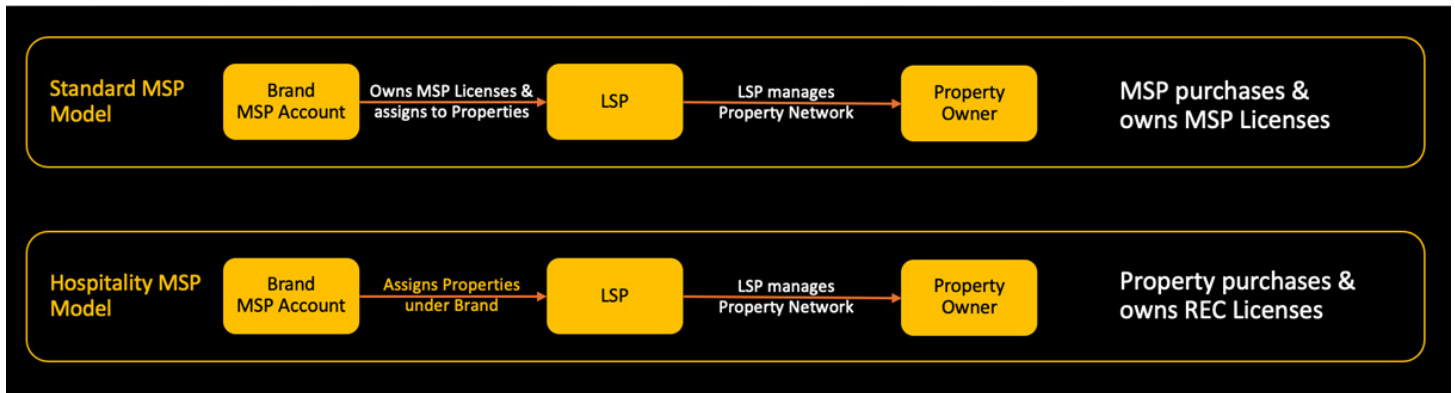 Standard MSP
Model
Brand
MSP Account
Owns MSP Licenses &
assigns to Properties
LSP
LSP manages
Property Network
Property
Owner
MSP purchases &
owns MSP Licenses
Hospitality MSP
Model
Brand
MSP Account
Assigns Properties
under Brand
LSP
LSP manages
Property Network
Property
Owner
Property purchases &
owns REC Licenses